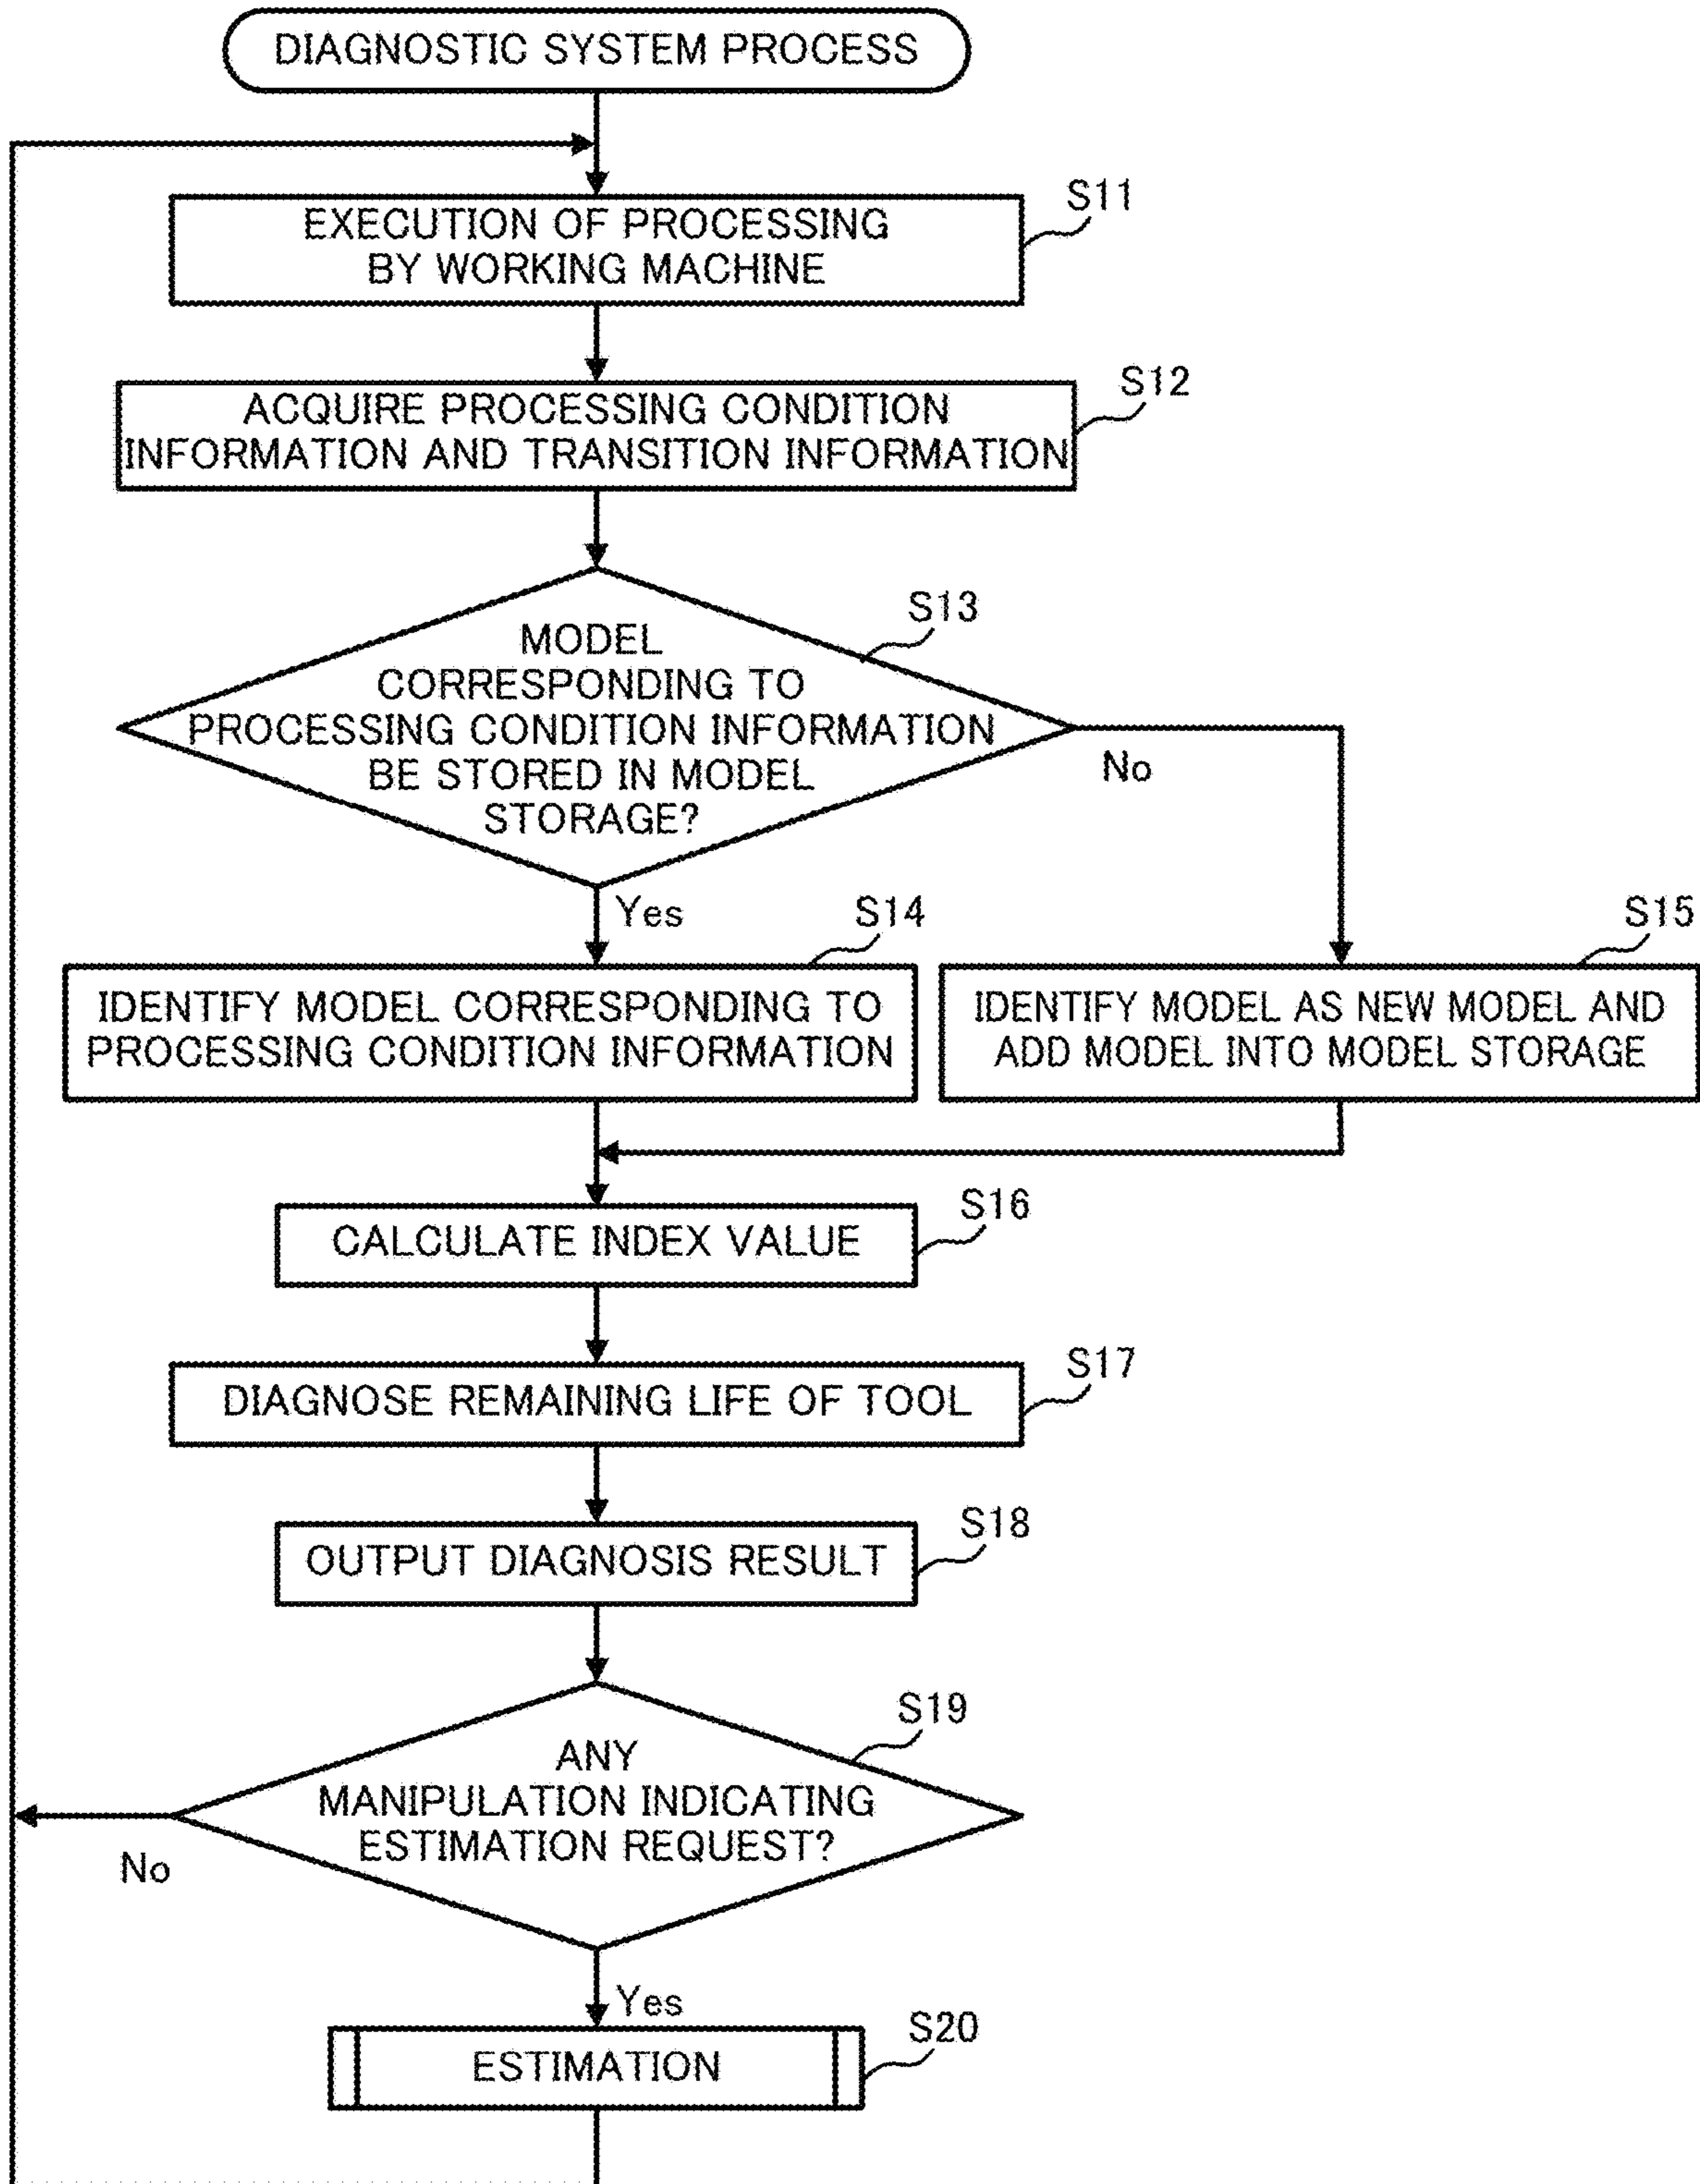 DIAGNOSTIC SYSTEM PROCESS
S11
EXECUTION OF PROCESSING
BY WORKING MACHINE
S12
ACQUIRE PROCESSING CONDITION
INFORMATION AND TRANSITION INFORMATION
S13
MODEL
CORRESPONDING TO
PROCESSING CONDITION INFORMATION
BE STORED IN MODEL
STORAGE?
No
Yes
S14
IDENTIFY MODEL CORRESPONDING TO
PROCESSING CONDITION INFORMATION
S15
IDENTIFY MODEL AS NEW MODEL AND
ADD MODEL INTO MODEL STORAGE
S16
CALCULATE INDEX VALUE
S17
DIAGNOSE REMAINING LIFE OF TOOL
S18
OUTPUT DIAGNOSIS RESULT
S19
ANY
MANIPULATION INDICATING
ESTIMATION REQUEST?
No
Yes
S20
ESTIMATION